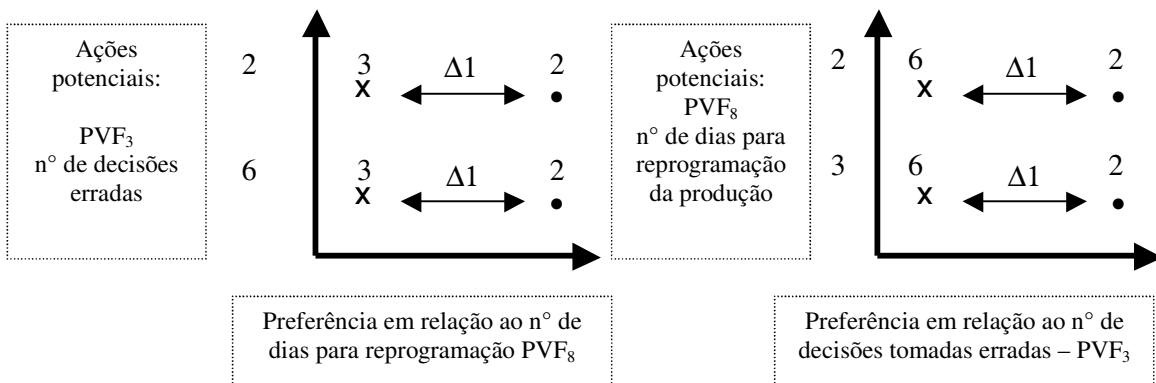 Ações
potenciais:
PVF₃
n° de decisões
erradas
2
3
Δ1
2
6
3
Δ1
2
Preferência em relação ao n° de
dias para reprogramação PVF₈
Ações
potenciais:
PVF₈
n° de dias para
reprogramação
da produção
2
6
Δ1
2
3
6
Δ1
2
Preferência em relação ao n° de
decisões tomadas erradas – PVF₃